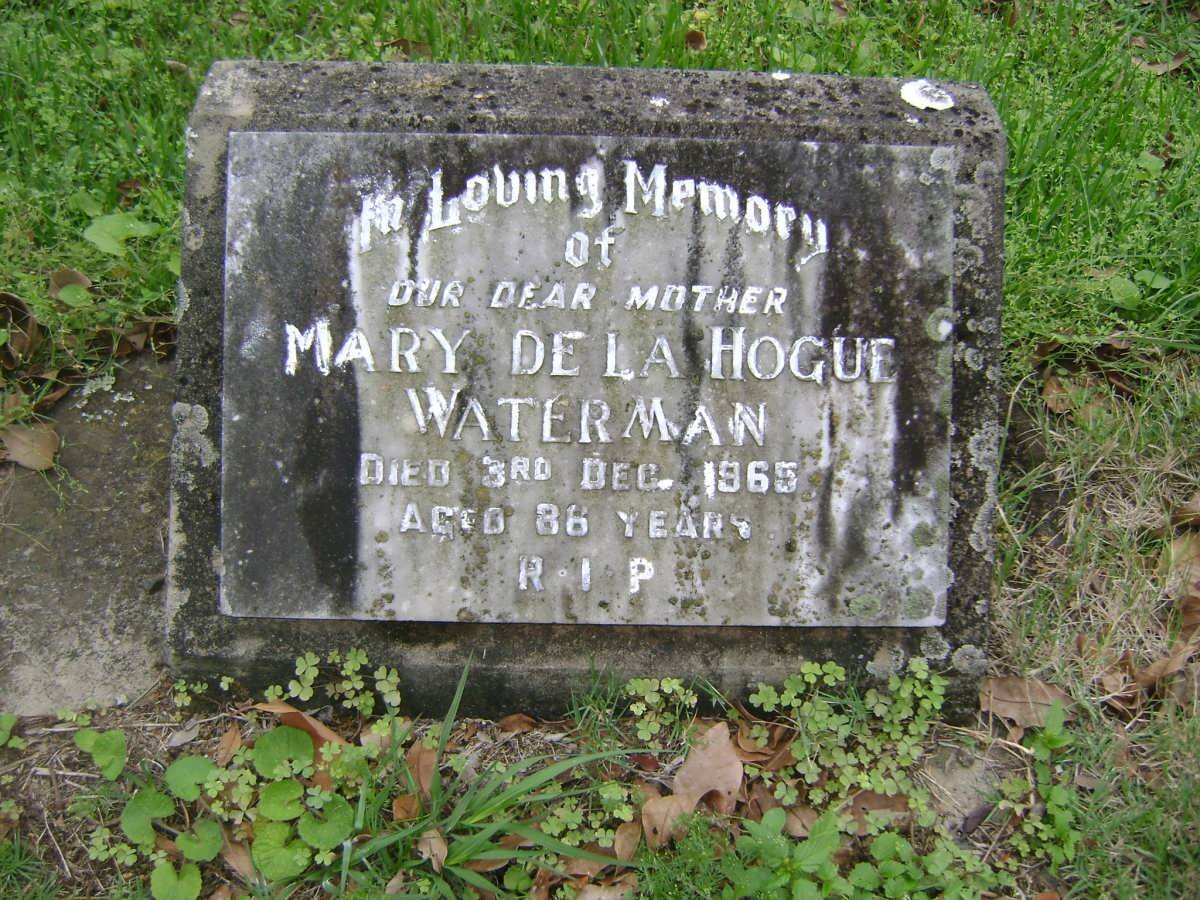 In Loving Memory
of
OUR DEAR MOTHER
MARY DE LA HOGUE
WATERMAN
DIED 3RD DEC. 1965
AGED 86 YEARS
R.I.P